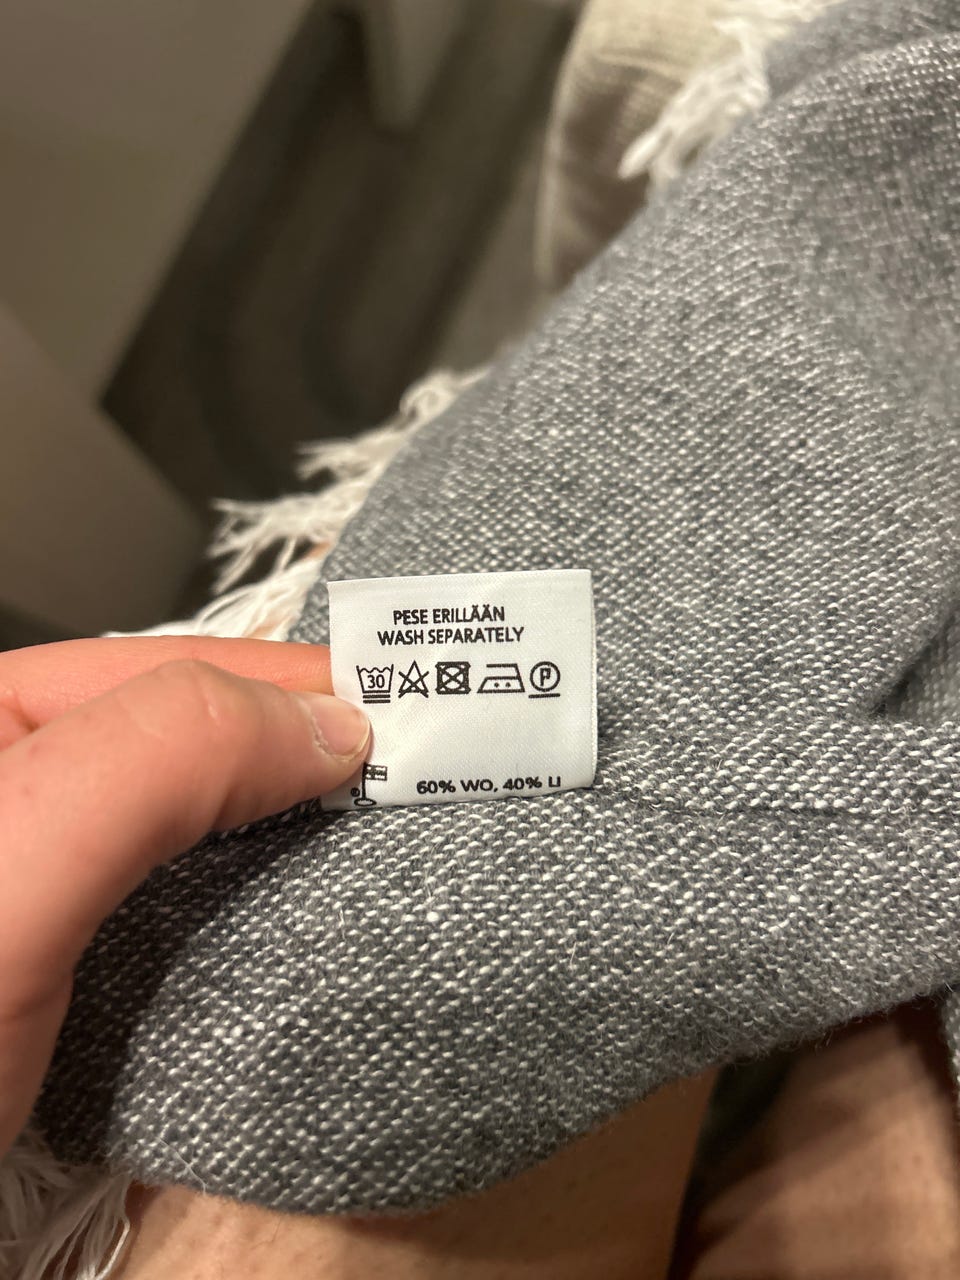 PESE ERILLÄÄN
WASH SEPARATELY
30 P
60% WO, 40% LI